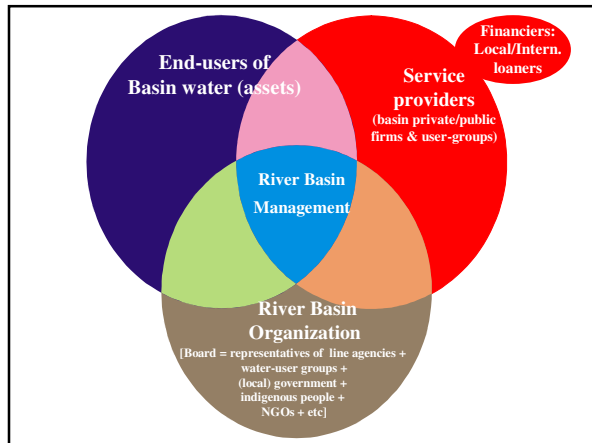 End-users of
Basin water (assets)
Financiers:
Local/Intern.
loaners
Service
providers
(basin private/public
firms & user-groups)
River Basin
Management
River Basin
Organization
[Board = representatives of line agencies +
water-user groups +
(local) government +
indigenous people +
NGOs + etc]